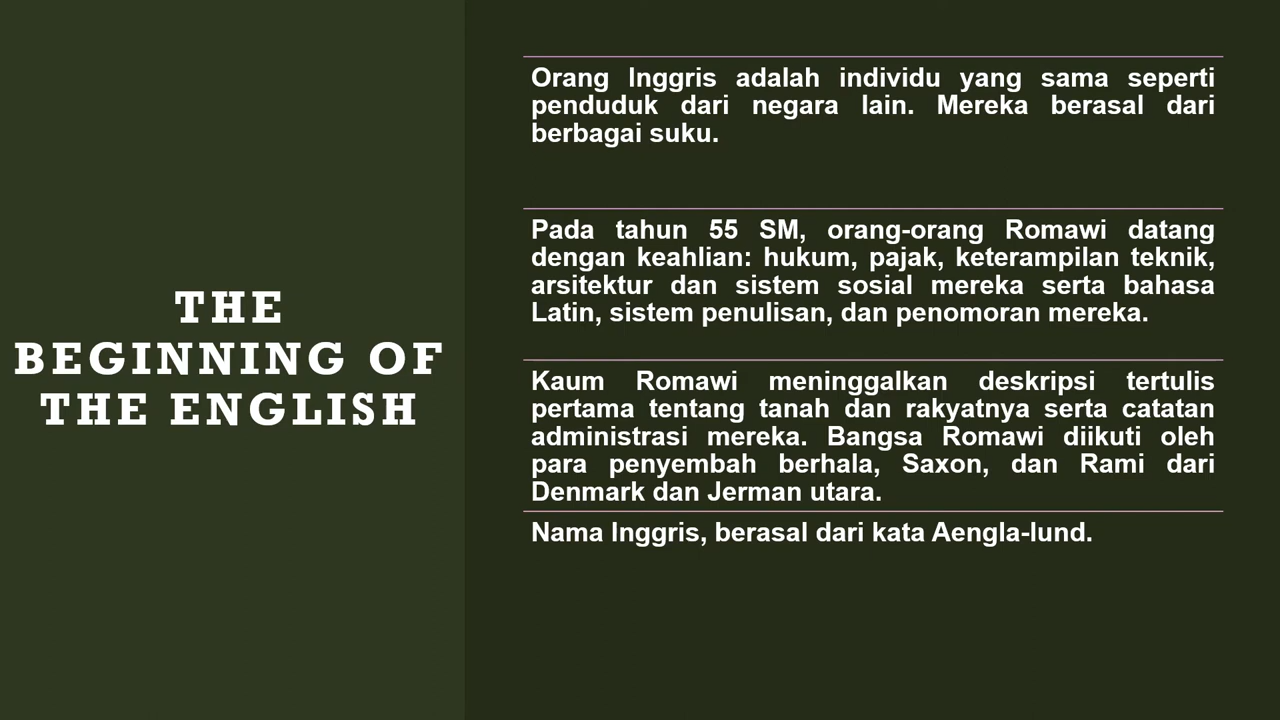 THE
BEGINNING OF
THE ENGLISH
Orang Inggris adalah individu yang sama seperti
penduduk dari negara lain. Mereka berasal dari
berbagai suku.
Pada tahun 55 SM, orang-orang Romawi datang
dengan keahlian: hukum, pajak, keterampilan teknik,
arsitektur dan sistem sosial mereka serta bahasa
Latin, sistem penulisan, dan penomoran mereka.
Kaum Romawi meninggalkan deskripsi tertulis
pertama tentang tanah dan rakyatnya serta catatan
administrasi mereka. Bangsa Romawi diikuti oleh
para penyembah berhala, Saxon, dan Rami dari
Denmark dan Jerman utara.
Nama Inggris, berasal dari kata Aengla-lund.